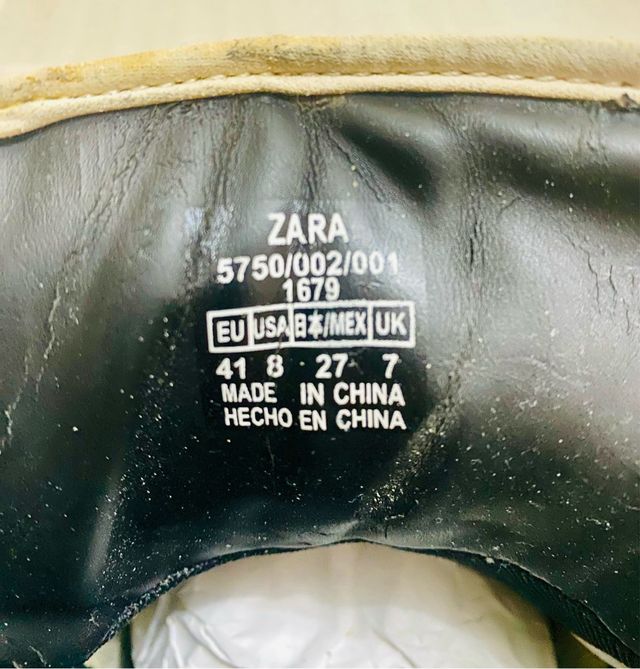 ZARA
5750/002/001
1679
EU USA 日本/MEX UK
41 8 27 7
MADE IN CHINA
HECHO EN CHINA